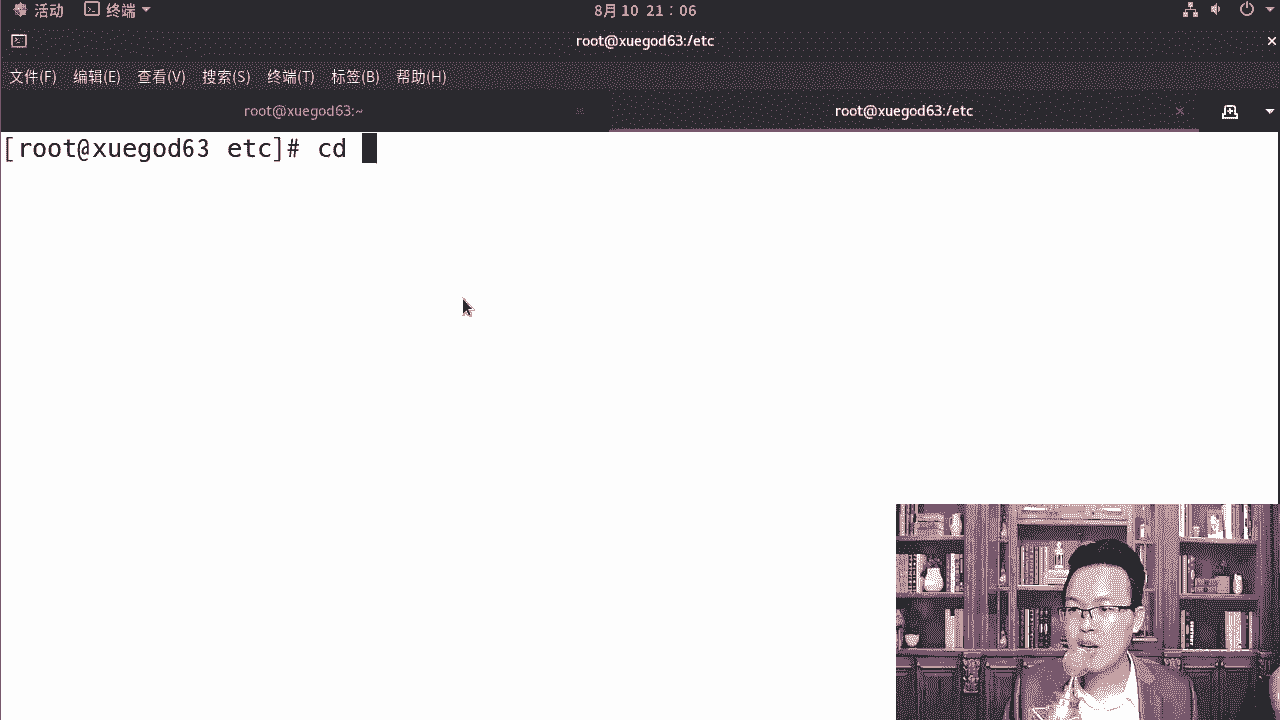 活动 终端 8月 10 21：06
root@xuegod63:/etc
文件(F) 编辑(E) 查看(V) 搜索(S) 终端(T) 标签(B) 帮助(H)
root@xuegod63:~ root@xuegod63:/etc
[root@xuegod63 etc]# cd